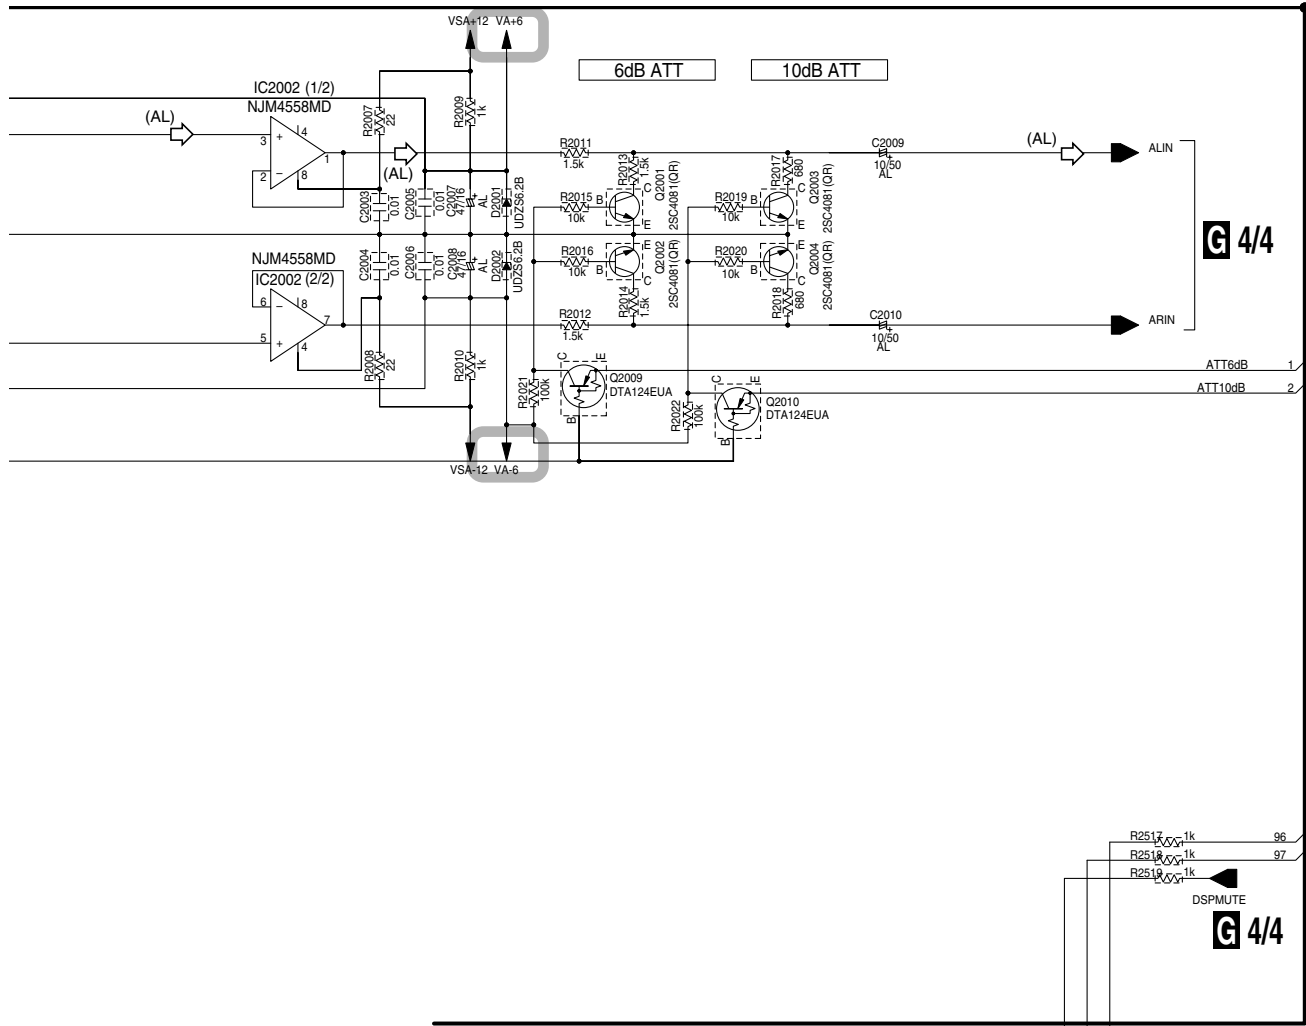 VSA+12 VA+6
6dB ATT 10dB ATT
IC2002 (1/2)
NJM4558MD
(AL)
3 + 4 1
2 − 8
R2007
22
R2009
1k
(AL)
C2003
0.01
C2005
0.01
C2007
47/16
+
AL
D2001
UDZS6.2B
R2011
1.5k
R2013
1.5k
R2015
10k
B C E
Q2001
2SC4081(QR)
R2017
680
R2019
10k
B C E
Q2003
2SC4081(QR)
C2009
+
10/50
AL
(AL)
ALIN
G 4/4
NJM4558MD
IC2002 (2/2)
6 − 8 7
5 + 4
C2004
0.01
C2006
0.01
C2008
47/16
+
AL
D2002
UDZS6.2B
R2016
10k
B E C
Q2002
2SC4081(QR)
R2014
1.5k
R2020
10k
B E C
Q2004
2SC4081(QR)
R2018
680
R2012
1.5k
C2010
+
10/50
AL
ARIN
R2008
22
R2010
1k
R2021
100k
C E
B
Q2009
DTA124EUA
R2022
100k
C E
B
Q2010
DTA124EUA
ATT6dB 1
ATT10dB 2
VSA-12 VA-6
R2517 1k 96
R2518 1k 97
R2519 1k
DSPMUTE
G 4/4